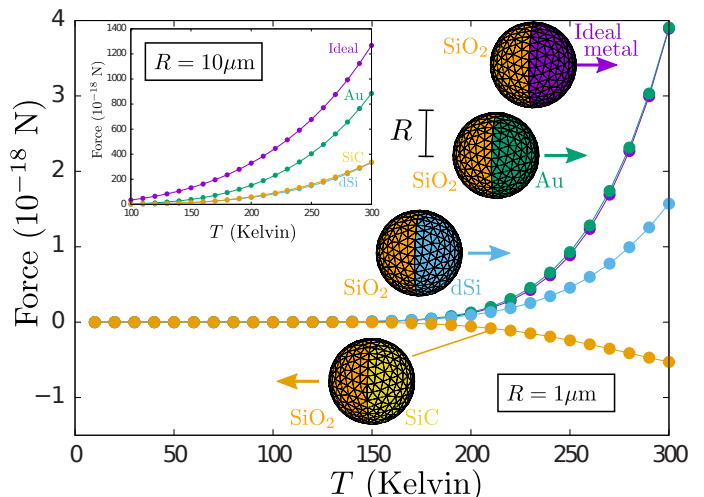 4
3
2
1
0
−1
Force (10⁻¹⁸ N)
0
50
100
150
200
250
300
T (Kelvin)
R = 1μm
1400
1200
1000
800
600
400
200
0
Force (10⁻¹⁸ N)
100
150
200
250
300
T (Kelvin)
R = 10μm
Ideal
Au
SiC
dSi
SiO₂
Ideal
metal
R
SiO₂
Au
SiO₂
dSi
SiO₂
SiC